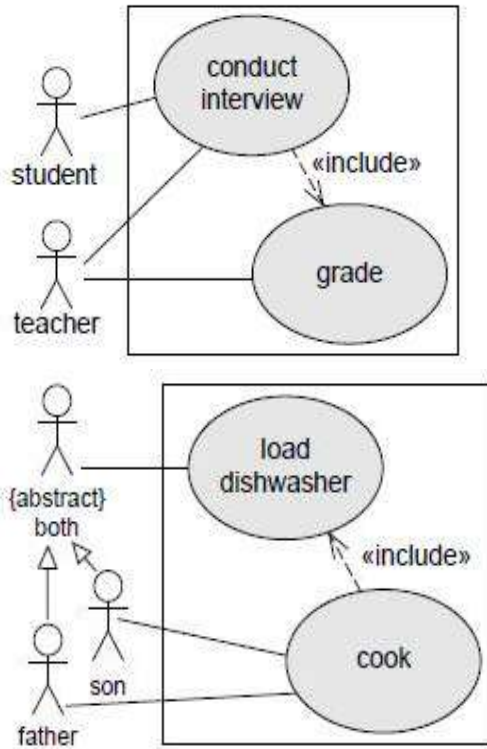 conduct
interview
student
«include»
grade
teacher
load
dishwasher
{abstract}
both
«include»
cook
son
father